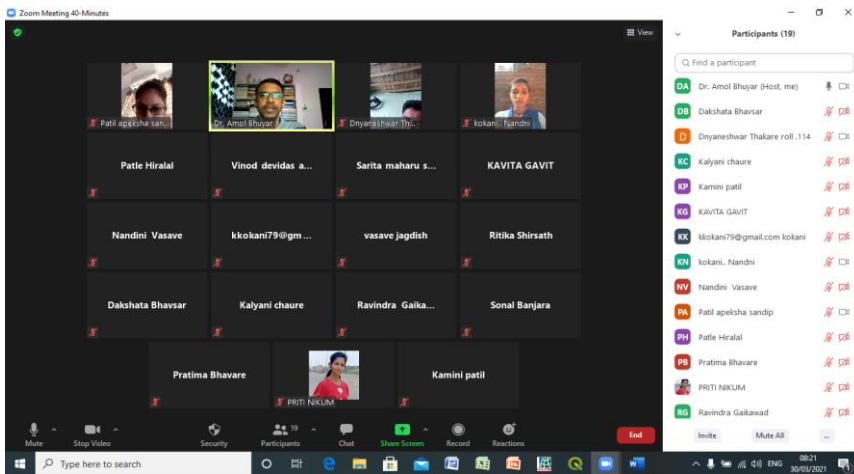 Zoom Meeting 40-Minutes
View
Participants (19)
Find a participant
Patil apeksha san...
Dr. Amol Bhuyar
Dnyaneshwar Th...
kokani.. Nandni
Patle Hiralal
Vinod devidas a...
Sarita maharu s...
KAVITA GAVIT
Nandini Vasave
kkokani79@gm...
vasave jagdish
Ritika Shirsath
Dakshata Bhavsar
Kalyani chaure
Ravindra Gaika...
Sonal Banjara
Pratima Bhavare
PRITI NIKUM
Kamini patil
DA Dr. Amol Bhuyar (Host, me)
DB Dakshata Bhavsar
D Dnyaneshwar Thakare roll .114
KC Kalyani chaure
KP Kamini patil
KG KAVITA GAVIT
KK kkokani79@gmail.com kokani
KN kokani.. Nandni
NV Nandini Vasave
PA Patil apeksha sandip
PH Patle Hiralal
PB Pratima Bhavare
PRITI NIKUM
RG Ravindra Gaikawad
Invite Mute All ...
Mute
Stop Video
Security
19
Participants
Chat
Share Screen
Record
Reactions
End
Type here to search
ENG
08:21
30/03/2021